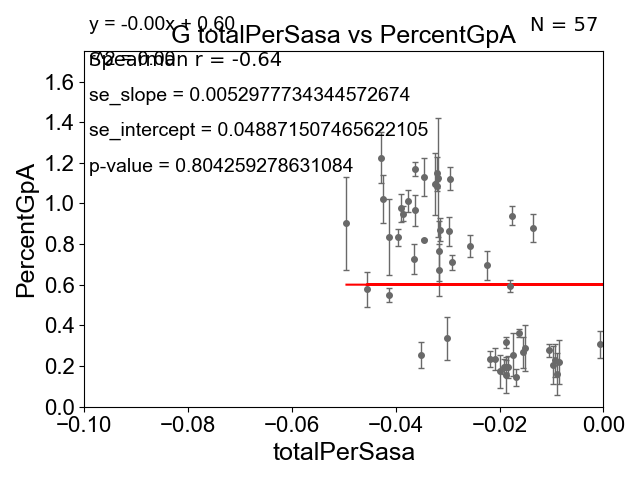 y = -0.00x + 0.60
N = 57
G totalPerSasa vs PercentGpA
Spearman r = -0.64
se_slope = 0.0052977734344572674
se_intercept = 0.048871507465622105
p-value = 0.804259278631084
PercentGpA
1.6
1.4
1.2
1.0
0.8
0.6
0.4
0.2
0.0
−0.10
−0.08
−0.06
−0.04
−0.02
0.00
totalPerSasa